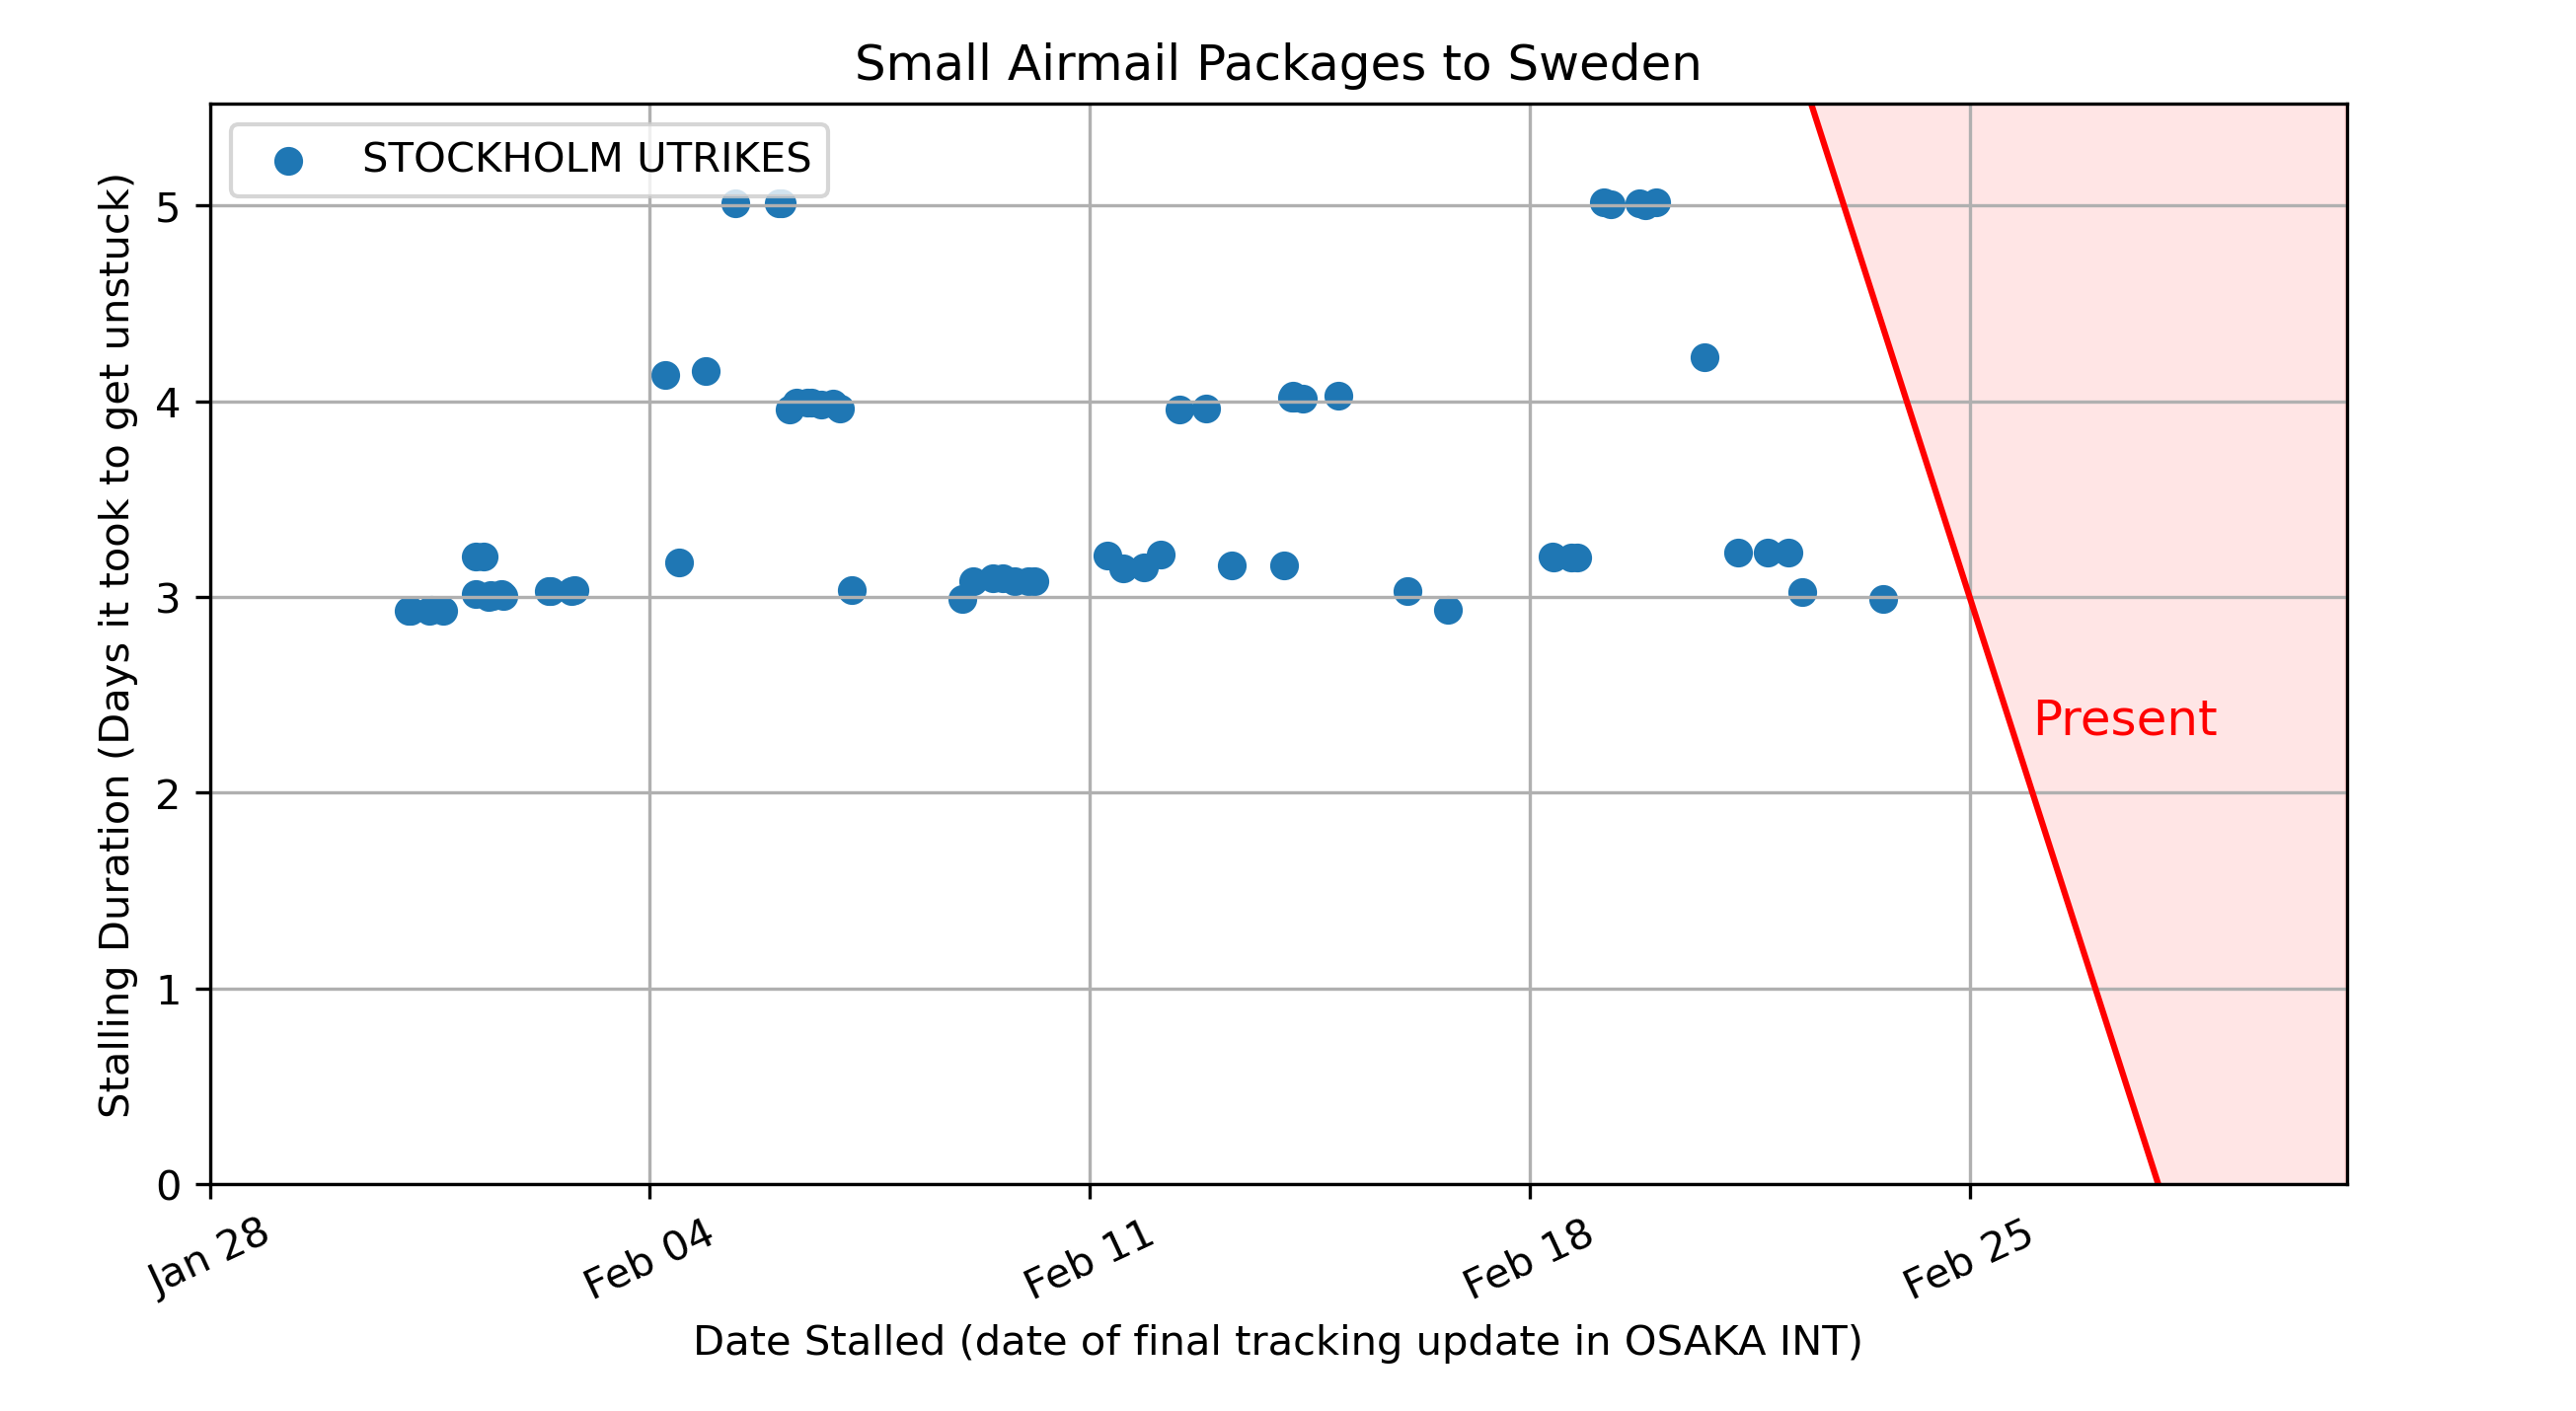 Small Airmail Packages to Sweden
STOCKHOLM UTRIKES
Stalling Duration (Days it took to get unstuck)
5
4
3
2
1
0
Present
Jan 28
Feb 04
Feb 11
Feb 18
Feb 25
Date Stalled (date of final tracking update in OSAKA INT)